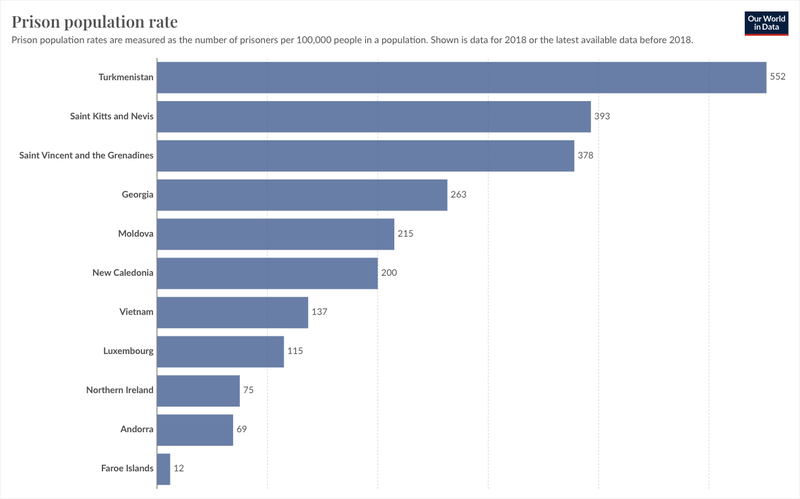 Prison population rate
Our World
in Data
Prison population rates are measured as the number of prisoners per 100,000 people in a population. Shown is data for 2018 or the latest available data before 2018.
Turkmenistan 552
Saint Kitts and Nevis 393
Saint Vincent and the Grenadines 378
Georgia 263
Moldova 215
New Caledonia 200
Vietnam 137
Luxembourg 115
Northern Ireland 75
Andorra 69
Faroe Islands 12